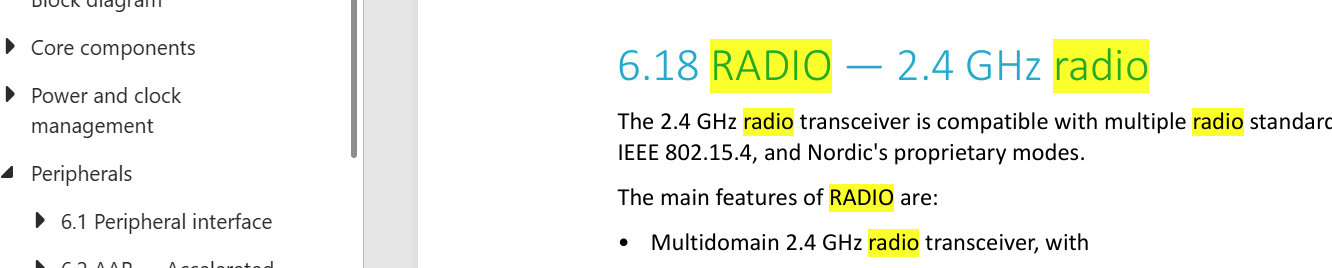 Block diagram
Core components
Power and clock
management
Peripherals
6.1 Peripheral interface
6.2 AAR — Accelerated
6.18 RADIO — 2.4 GHz radio
The 2.4 GHz radio transceiver is compatible with multiple radio standard
IEEE 802.15.4, and Nordic's proprietary modes.
The main features of RADIO are:
• Multidomain 2.4 GHz radio transceiver, with